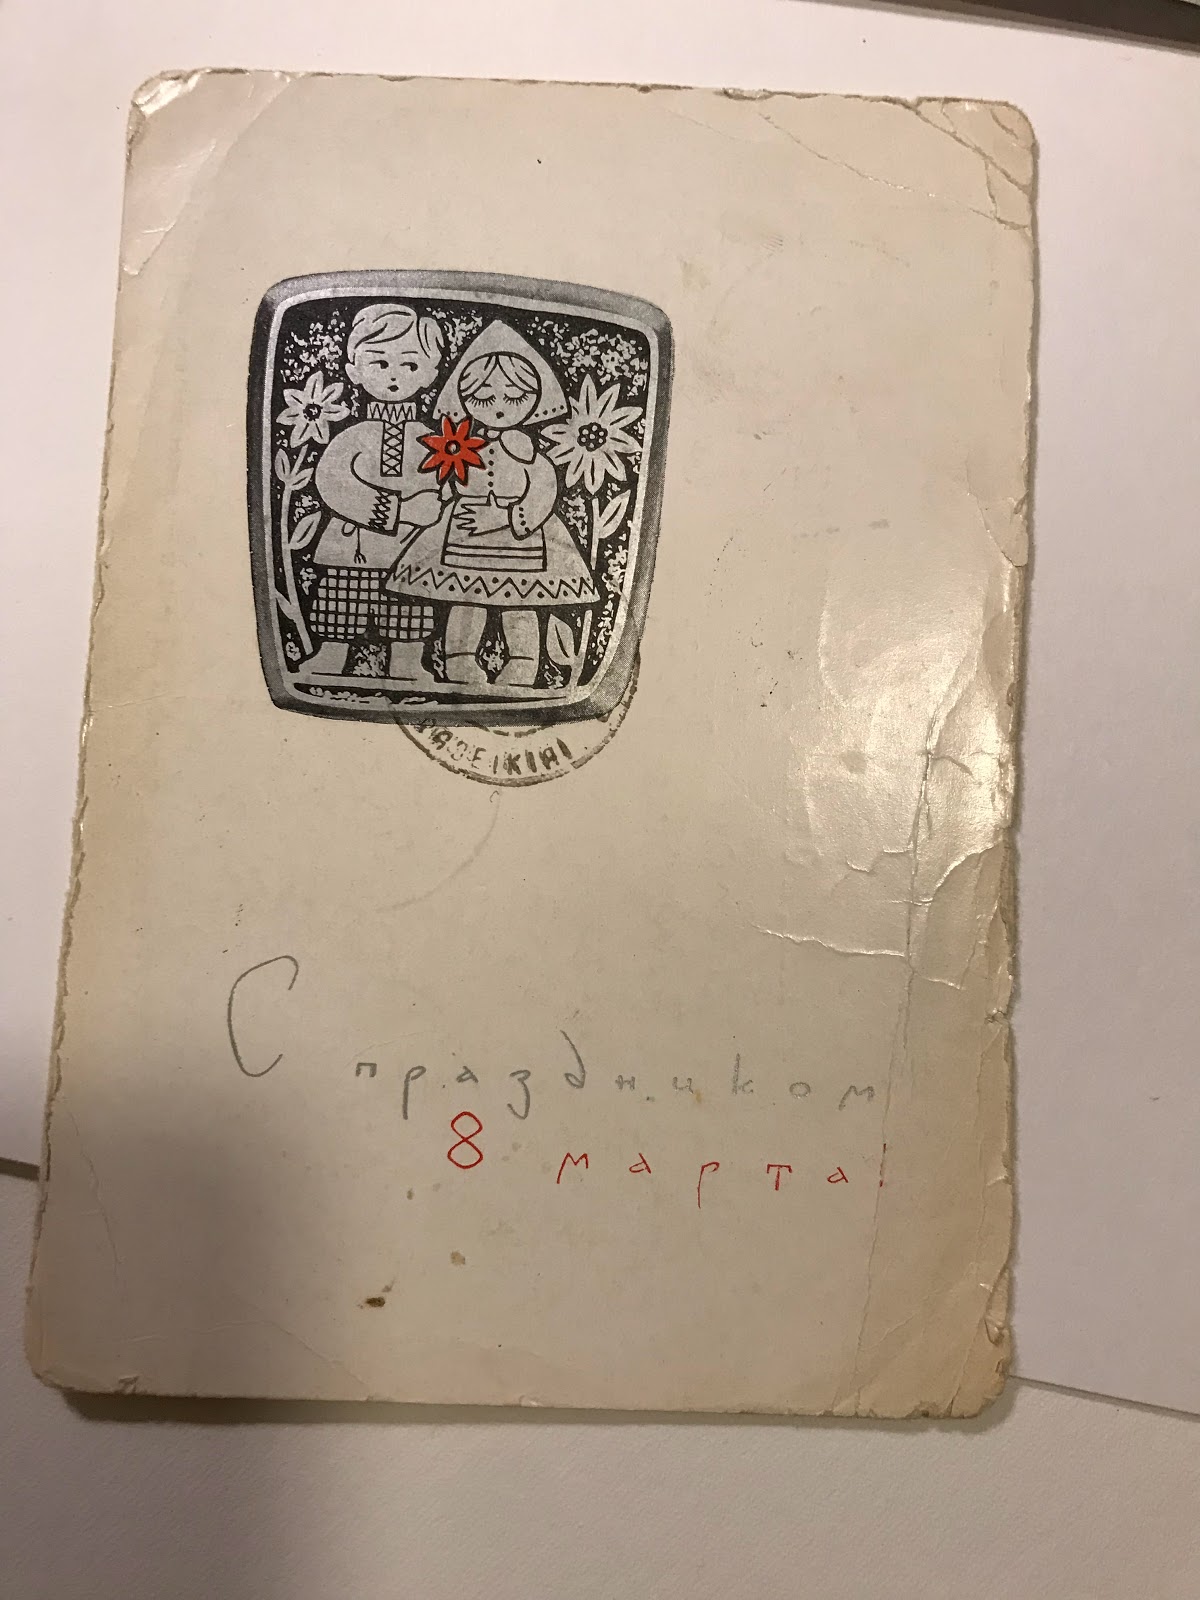 С праздником
8 марта!